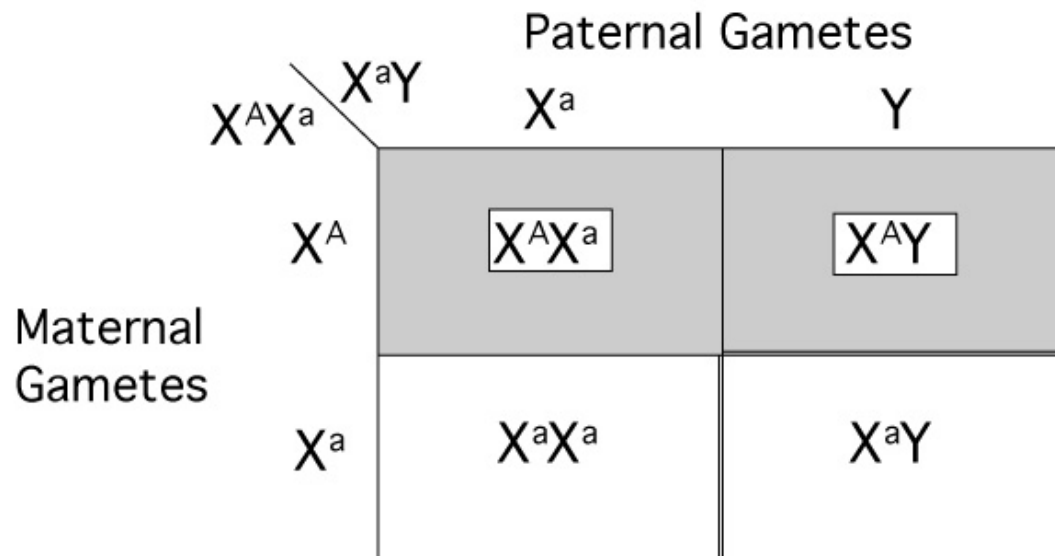 Paternal Gametes
XᵃY
XᴬXᵃ
Xᵃ
Y
Xᴬ
XᴬXᵃ
XᴬY
Maternal
Gametes
Xᵃ
XᵃXᵃ
XᵃY